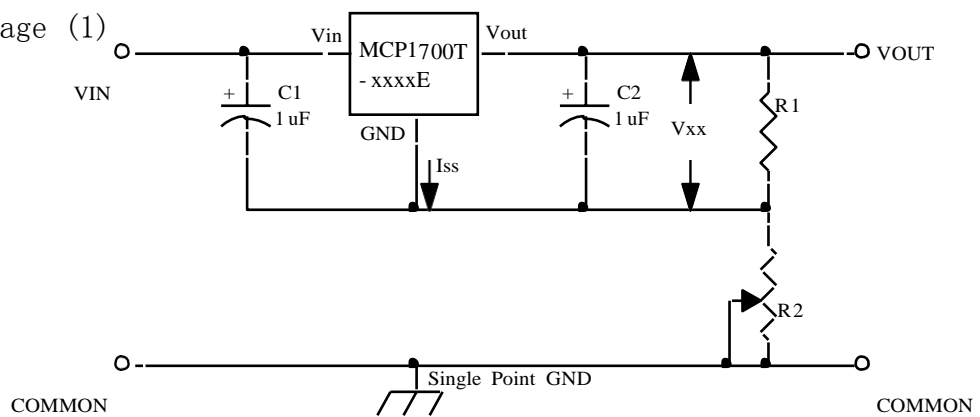 age (1)
Vin
MCP1700T
Vout
VOUT
- xxxxE
VIN
+
C1
1 uF
+
C2
1 uF
R1
Vxx
GND
Iss
R2
Single Point GND
COMMON
COMMON